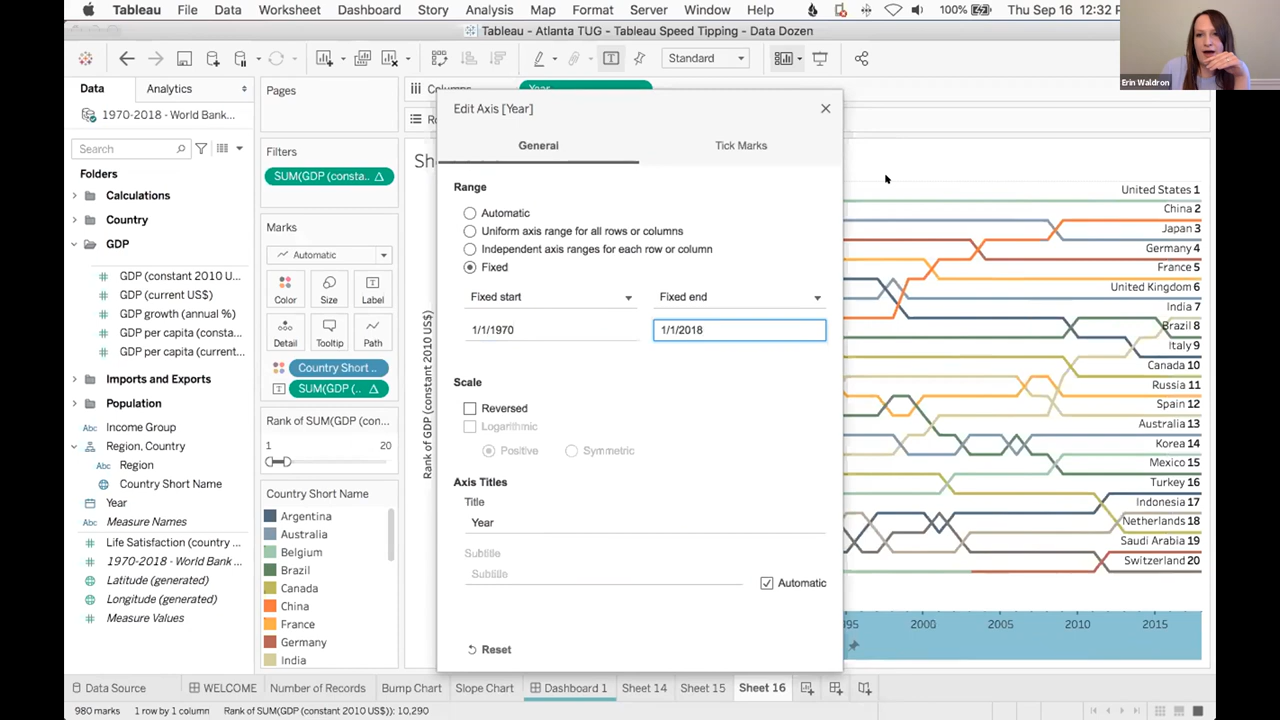 Tableau File Data Worksheet Dashboard Story Analysis Map Format Server Window Help 100% Thu Sep 16 12:32 P
Tableau - Atlanta TUG - Tableau Speed Tipping - Data Dozen
Erin Waldron
Standard
Data Analytics
1970-2018 - World Bank...
Search
Folders
Calculations
Country
GDP
GDP (constant 2010 U...
GDP (current US$)
GDP growth (annual %)
GDP per capita (consta...
GDP per capita (current...
Imports and Exports
Population
Income Group
Region, Country
Region
Country Short Name
Year
Measure Names
Life Satisfaction (country ...
1970-2018 - World Bank ...
Latitude (generated)
Longitude (generated)
Measure Values
Pages
Filters
SUM(GDP (consta..
Marks
Automatic
Color Size Label
Detail Tooltip Path
Country Short ..
SUM(GDP (..
Rank of SUM(GDP (con...
1 20
Country Short Name
Argentina
Australia
Belgium
Brazil
Canada
China
France
Germany
India
Columns
Year
Sh
Rank of GDP (constant 2010 US$)
Edit Axis [Year]
General Tick Marks
Range
Automatic
Uniform axis range for all rows or columns
Independent axis ranges for each row or column
Fixed
Fixed start Fixed end
1/1/1970 1/1/2018
Scale
Reversed
Logarithmic
Positive Symmetric
Axis Titles
Title
Year
Subtitle
Subtitle
Automatic
Reset
United States 1
China 2
Japan 3
Germany 4
France 5
United Kingdom 6
India 7
Brazil 8
Italy 9
Canada 10
Russia 11
Spain 12
Australia 13
Korea 14
Mexico 15
Turkey 16
Indonesia 17
Netherlands 18
Saudi Arabia 19
Switzerland 20
995 2000 2005 2010 2015
Data Source WELCOME Number of Records Bump Chart Slope Chart Dashboard 1 Sheet 14 Sheet 15 Sheet 16
980 marks 1 row by 1 column Rank of SUM(GDP (constant 2010 US$)): 10,290